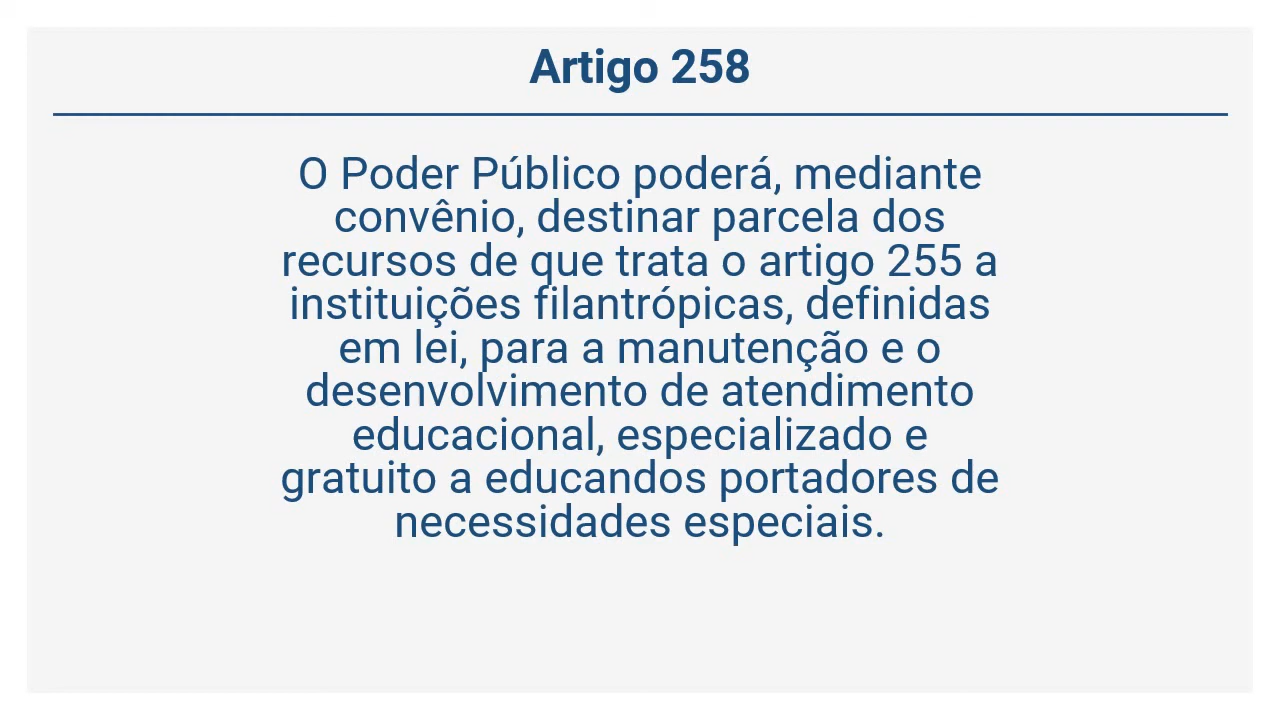 Artigo 258
O Poder Público poderá, mediante
convênio, destinar parcela dos
recursos de que trata o artigo 255 a
instituições filantrópicas, definidas
em lei, para a manutenção e o
desenvolvimento de atendimento
educacional, especializado e
gratuito a educandos portadores de
necessidades especiais.